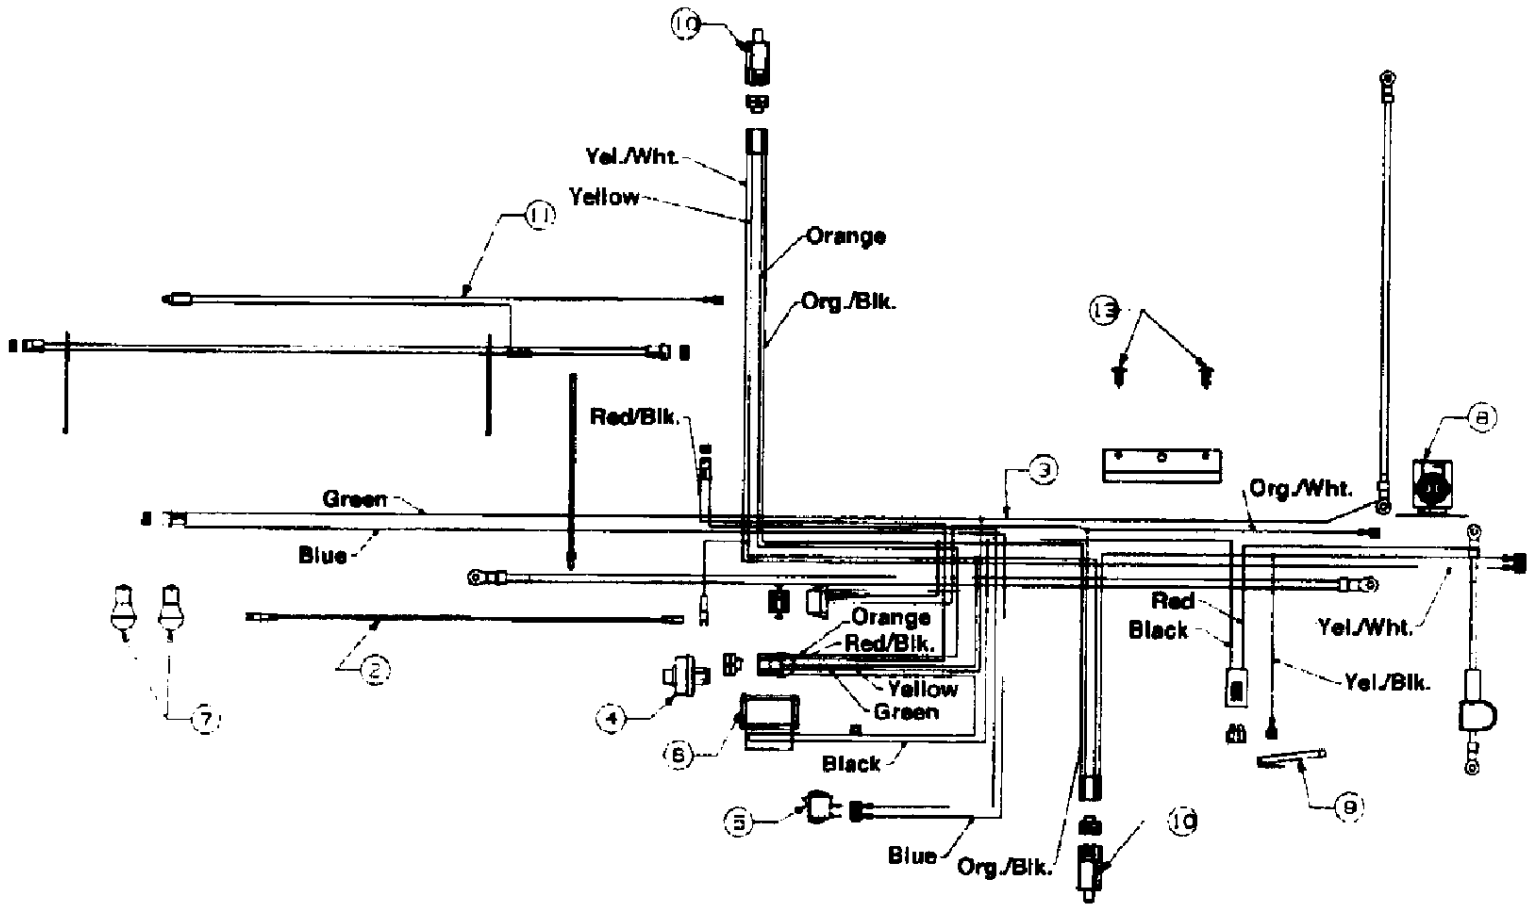 10
Yel./Wht.
Yellow
11
Orange
Org./Blk.
13
Red/Blk.
8
3
Org./Wht.
Green
Blue
Red
Black
Yel./Wht.
Orange
Red/Blk.
2
Yellow
Yel./Blk.
Green
4
7
6
Black
9
5
10
Blue
Org./Blk.